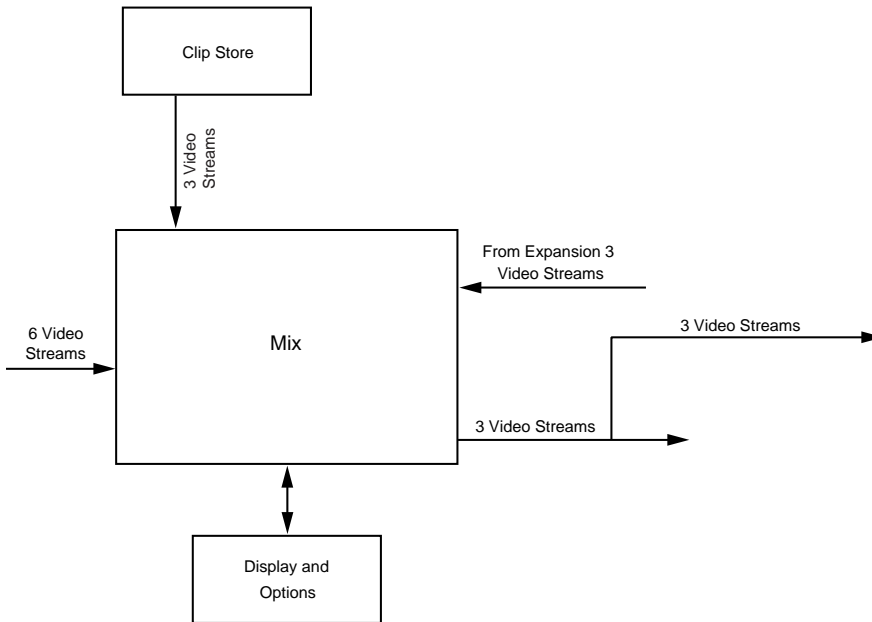 Clip Store
3 Video
Streams
From Expansion 3
Video Streams
6 Video
Streams
Mix
3 Video Streams
3 Video Streams
Display and
Options